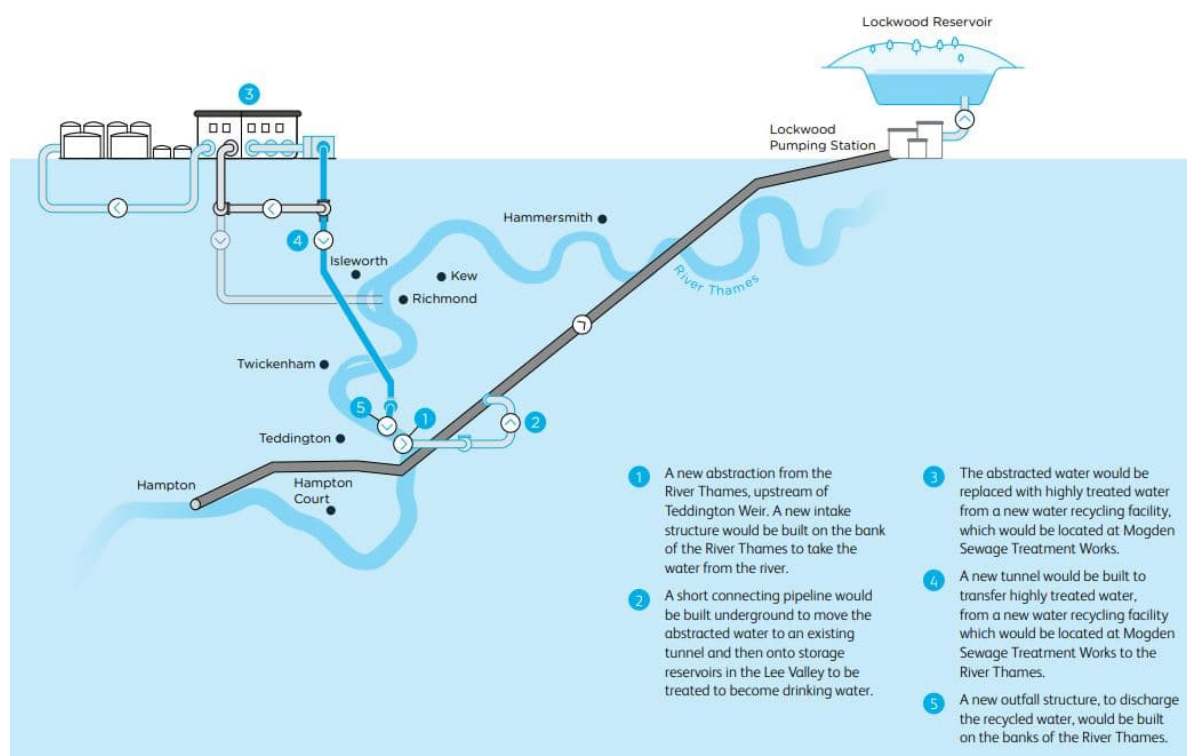 Lockwood Reservoir
3
Lockwood
Pumping Station
Hammersmith
4
Isleworth
Kew
River Thames
Richmond
Twickenham
5
1
2
Teddington
Hampton
Hampton
Court
1
A new abstraction from the
River Thames, upstream of
Teddington Weir. A new intake
structure would be built on the bank
of the River Thames to take the
water from the river.
2
A short connecting pipeline would
be built underground to move the
abstracted water to an existing
tunnel and then onto storage
reservoirs in the Lee Valley to be
treated to become drinking water.
3
The abstracted water would be
replaced with highly treated water
from a new water recycling facility,
which would be located at Mogden
Sewage Treatment Works.
4
A new tunnel would be built to
transfer highly treated water,
from a new water recycling facility
which would be located at Mogden
Sewage Treatment Works to the
River Thames.
5
A new outfall structure, to discharge
the recycled water, would be built
on the banks of the River Thames.